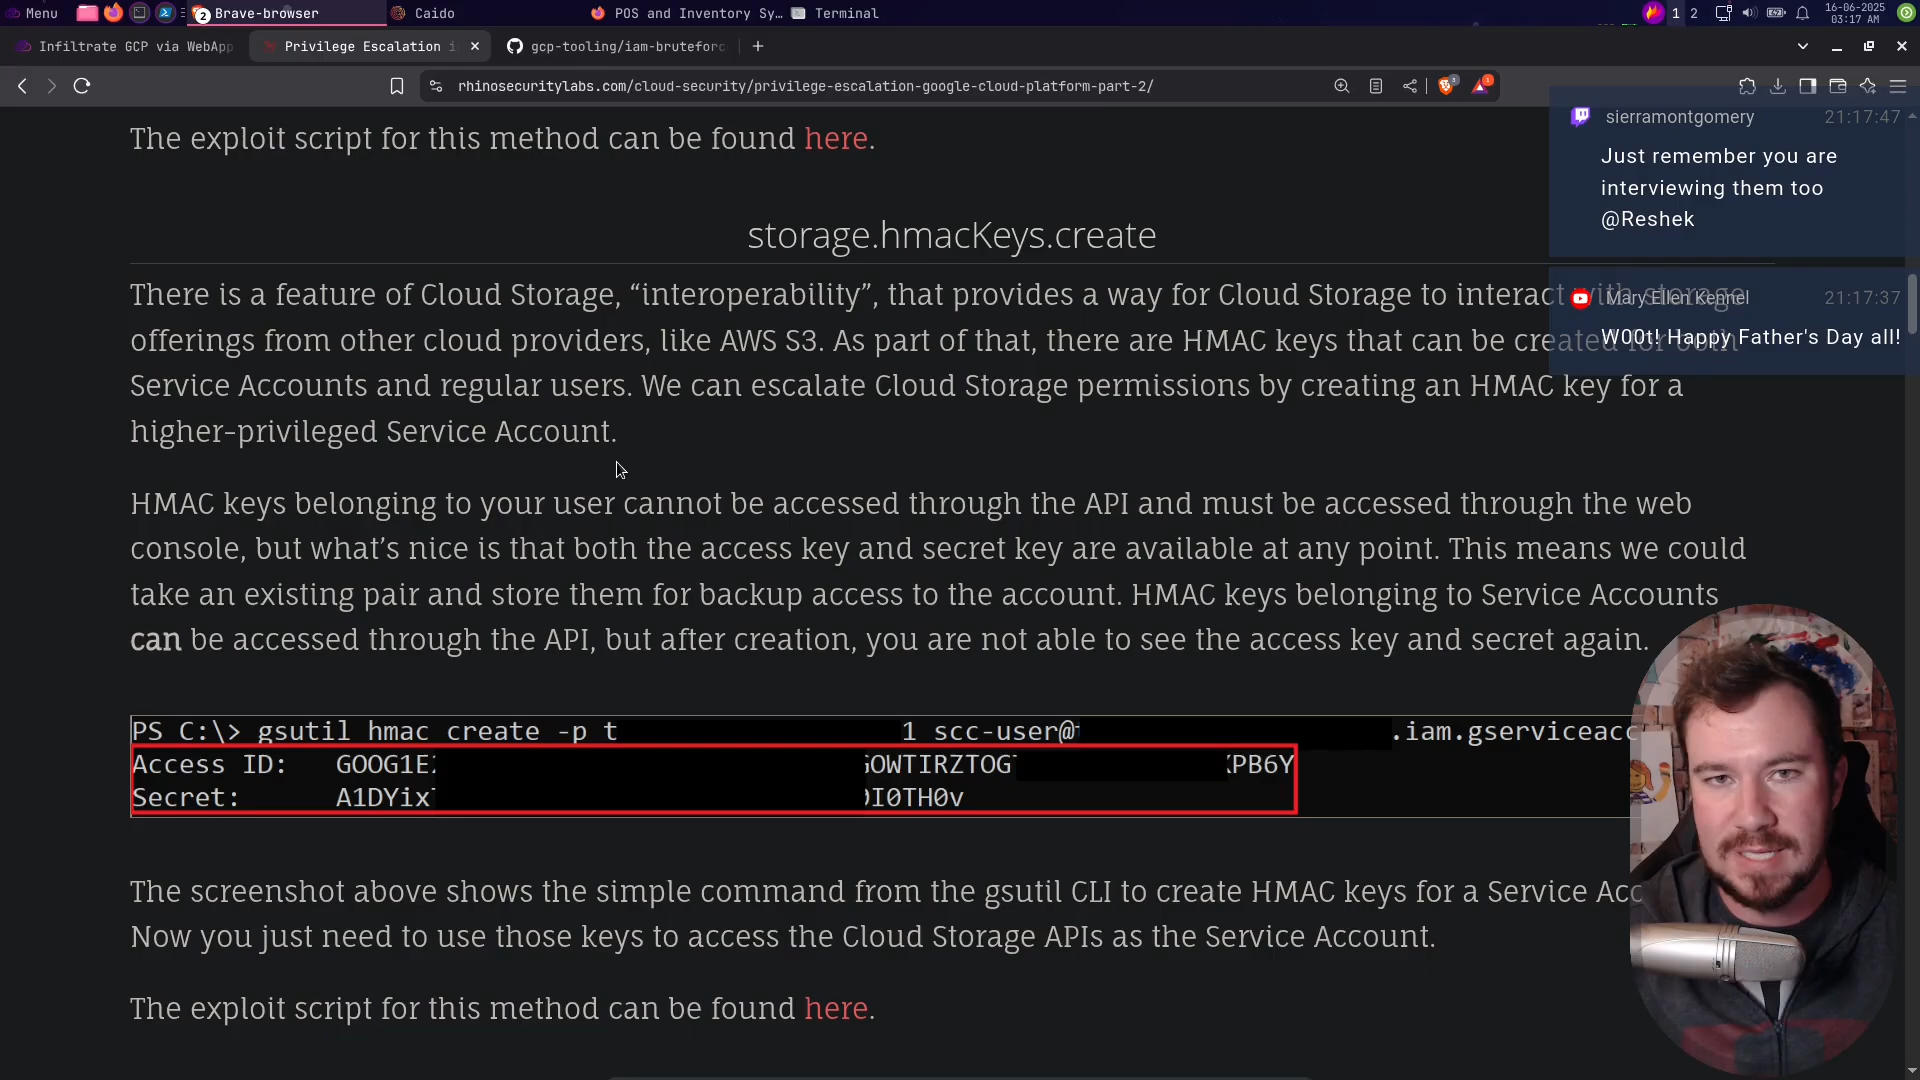 Menu
2
Brave-browser
Caido
POS and Inventory Sy...
Terminal
1 2
16-06-2025
03:17 AM
Infiltrate GCP via WebApp
Privilege Escalation i
gcp-tooling/iam-bruteforc
rhinosecuritylabs.com/cloud-security/privilege-escalation-google-cloud-platform-part-2/
3
1
sierramontgomery 21:17:47
Just remember you are
interviewing them too
@Reshek
Mary Ellen Kennel 21:17:37
W00t! Happy Father's Day all!
The exploit script for this method can be found here.
storage.hmacKeys.create
There is a feature of Cloud Storage, “interoperability”, that provides a way for Cloud Storage to interact with storage
offerings from other cloud providers, like AWS S3. As part of that, there are HMAC keys that can be created for both
Service Accounts and regular users. We can escalate Cloud Storage permissions by creating an HMAC key for a
higher-privileged Service Account.
HMAC keys belonging to your user cannot be accessed through the API and must be accessed through the web
console, but what’s nice is that both the access key and secret key are available at any point. This means we could
take an existing pair and store them for backup access to the account. HMAC keys belonging to Service Accounts
can be accessed through the API, but after creation, you are not able to see the access key and secret again.
PS C:\> gsutil hmac create -p t 1 scc-user@ .iam.gserviceacc
Access ID: GOOG1E GOWTIRZTOG KPB6Y
Secret: A1DYix I0TH0v
The screenshot above shows the simple command from the gsutil CLI to create HMAC keys for a Service Acc
Now you just need to use those keys to access the Cloud Storage APIs as the Service Account.
The exploit script for this method can be found here.